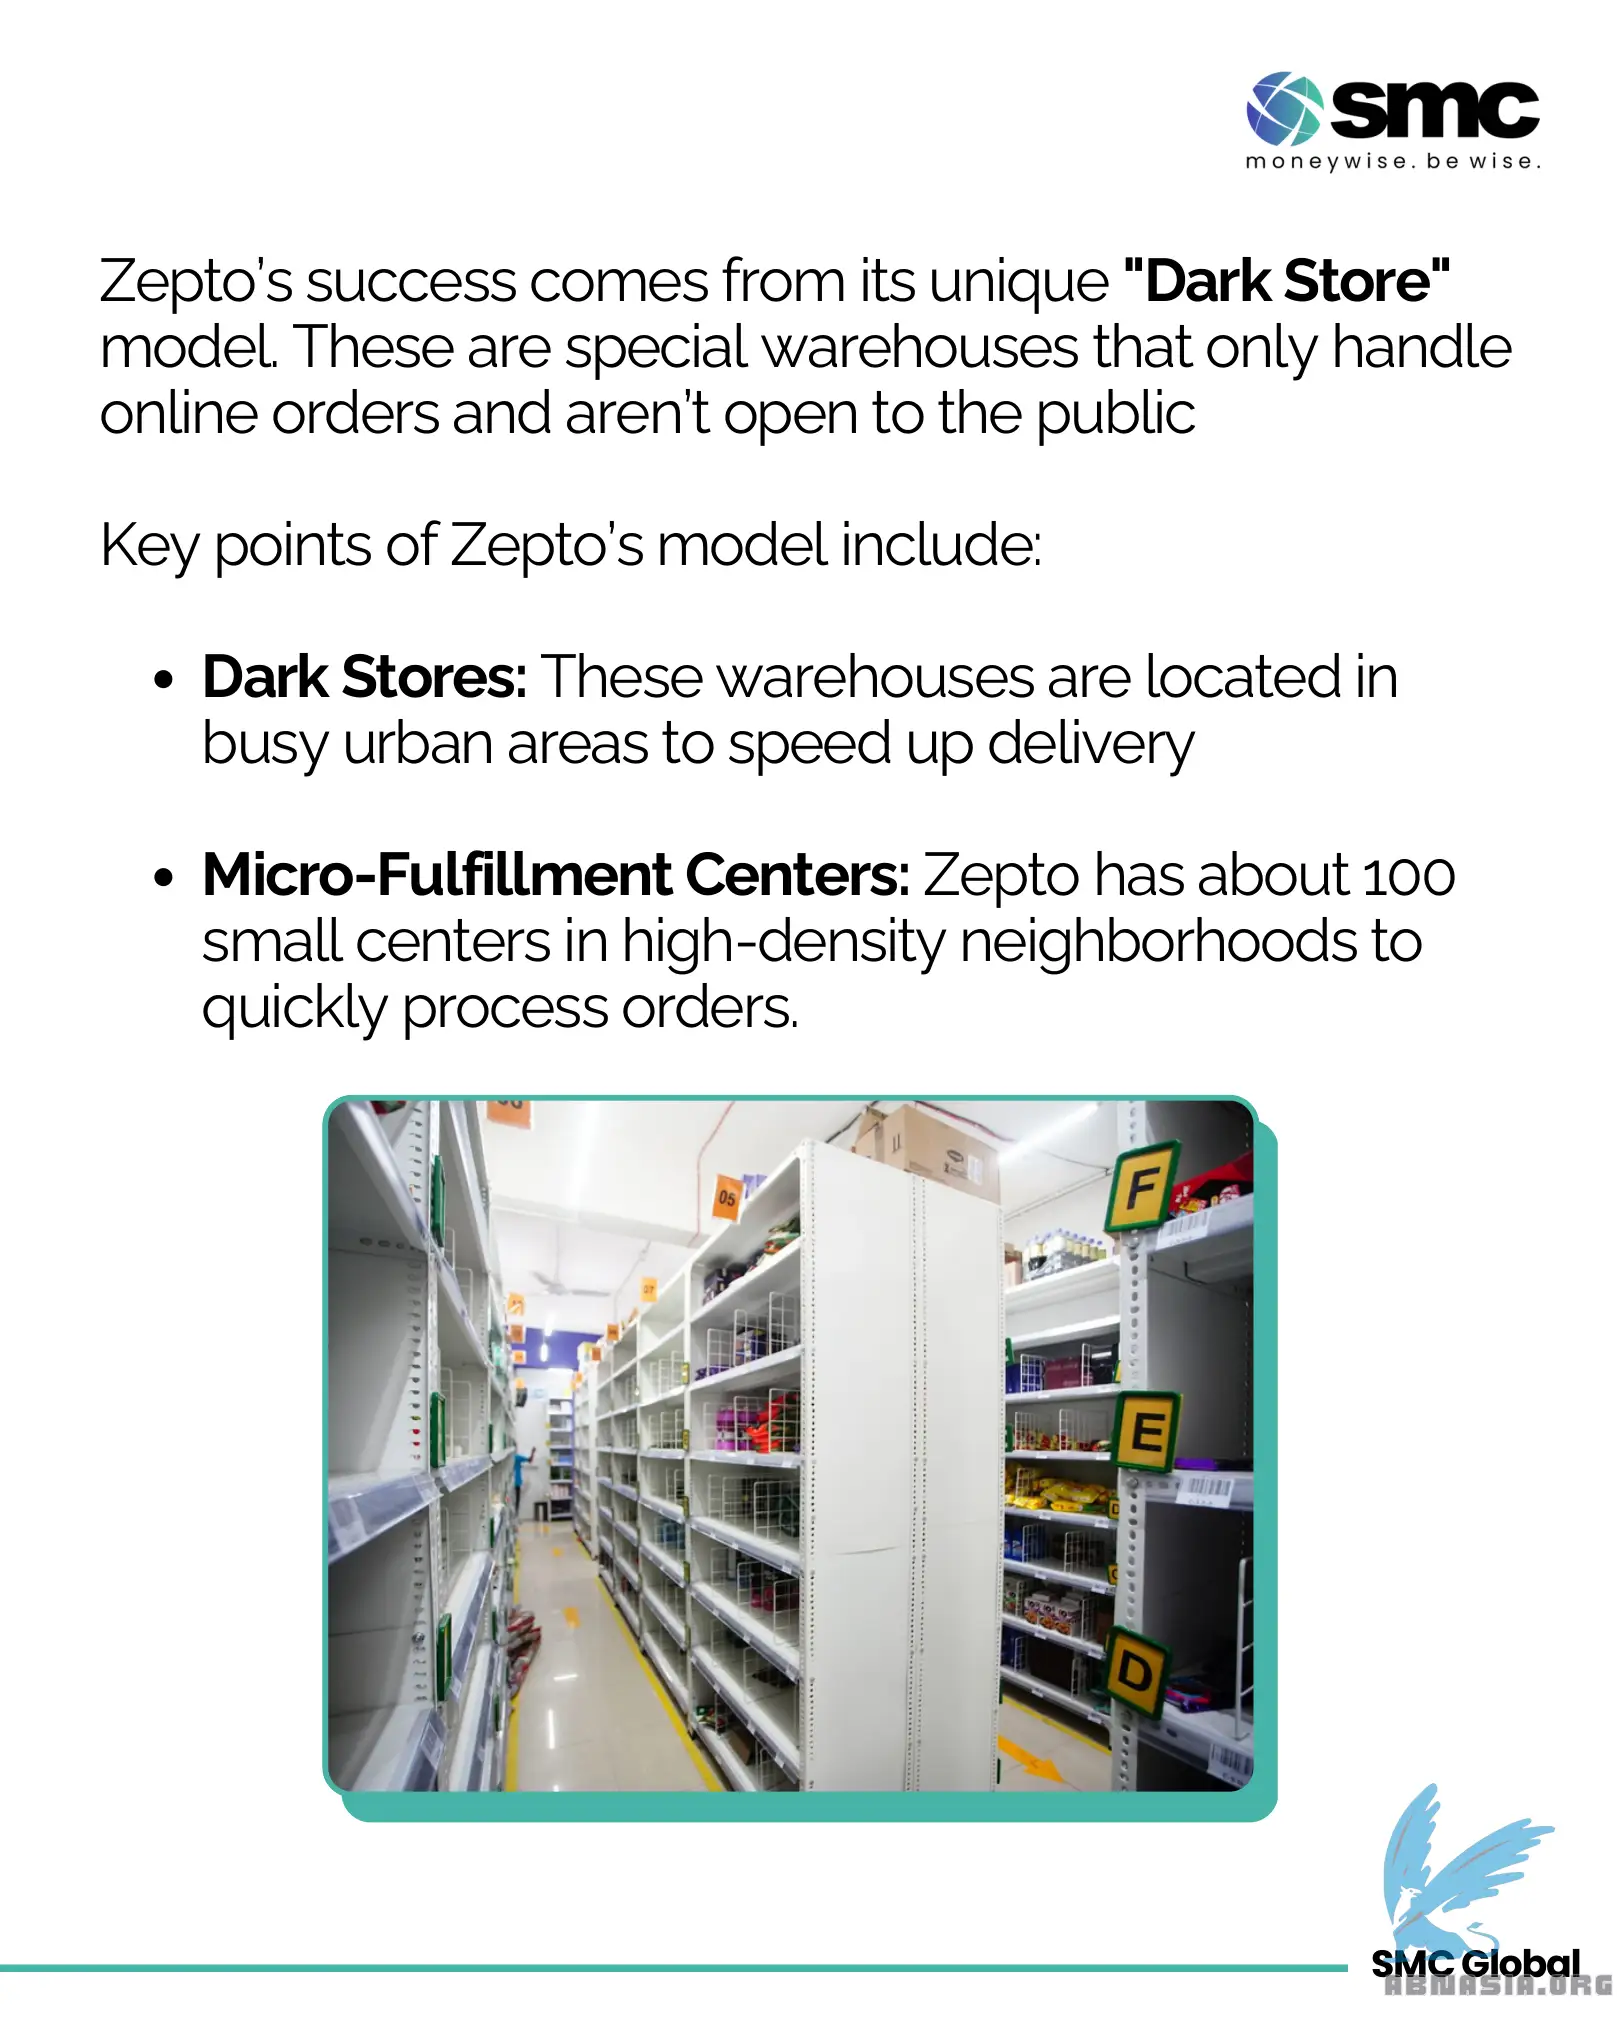 smc
moneywise. be wise.
Zepto's success comes from its unique "Dark Store"
model. These are special warehouses that only handle
online orders and aren't open to the public
Key points of Zepto's model include:
• Dark Stores: These warehouses are located in
busy urban areas to speed up delivery
• Micro-Fulfillment Centers: Zepto has about 100
small centers in high-density neighborhoods to
quickly process orders.
05
07
F
E
D
SMC Global
ABMASIA.ORG